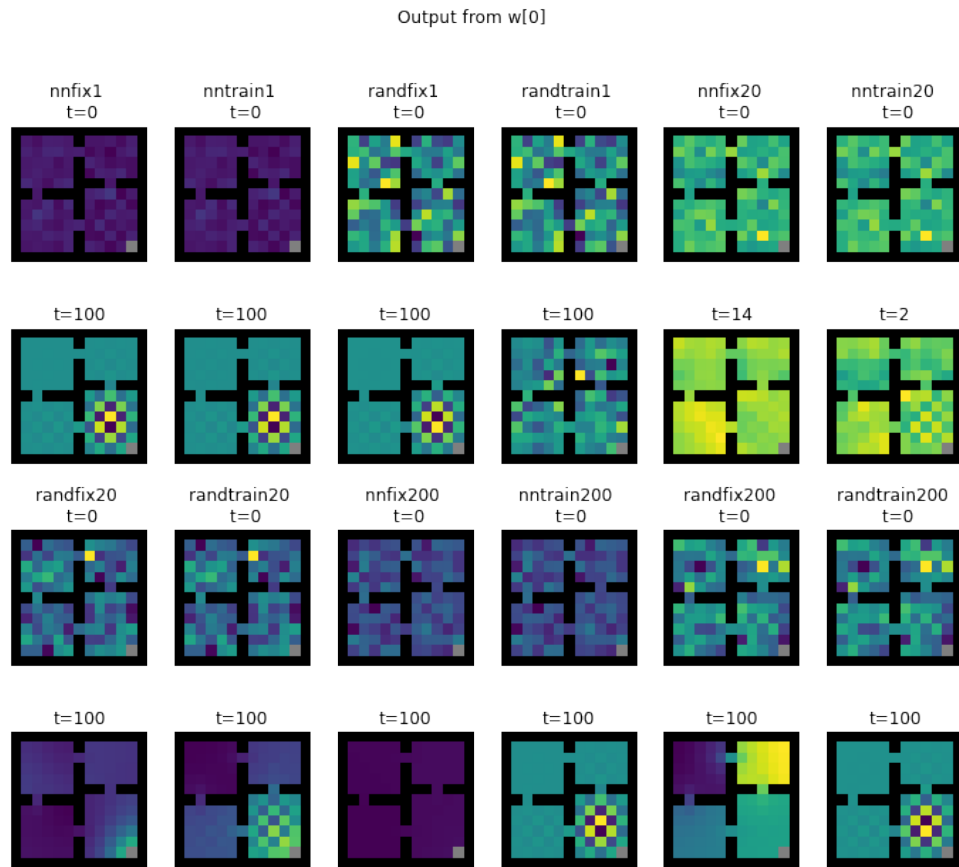 Output from w[0]
nnfix1 nntrain1 randfix1 randtrain1 nnfix20 nntrain20
t=0 t=0 t=0 t=0 t=0 t=0
t=100 t=100 t=100 t=100 t=14 t=2
randfix20 randtrain20 nnfix200 nntrain200 randfix200 randtrain200
t=0 t=0 t=0 t=0 t=0 t=0
t=100 t=100 t=100 t=100 t=100 t=100